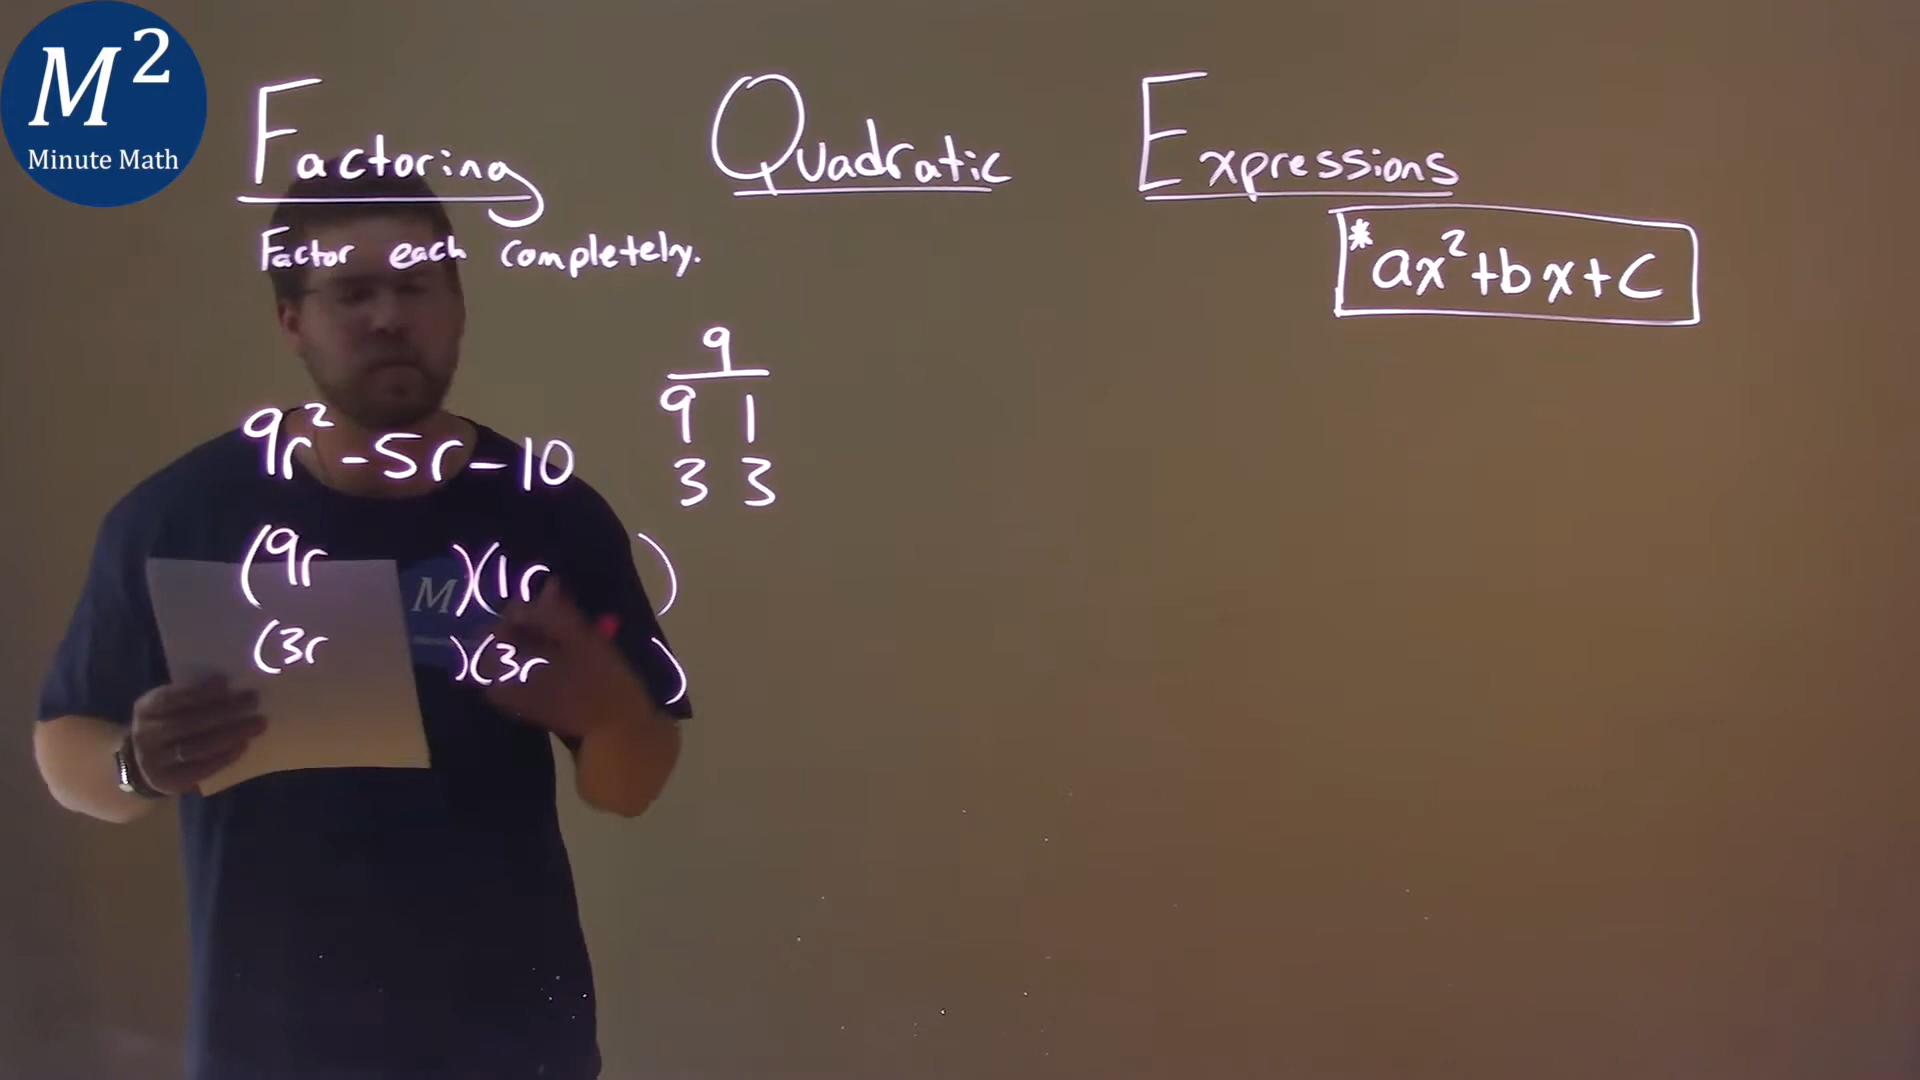 M²
Minute Math
Factoring Quadratic Expressions
Factor each completely.
* ax²+bx+c
9
9 1
3 3
9r²-5r-10
(9r )(1r )
(3r )(3r )
M